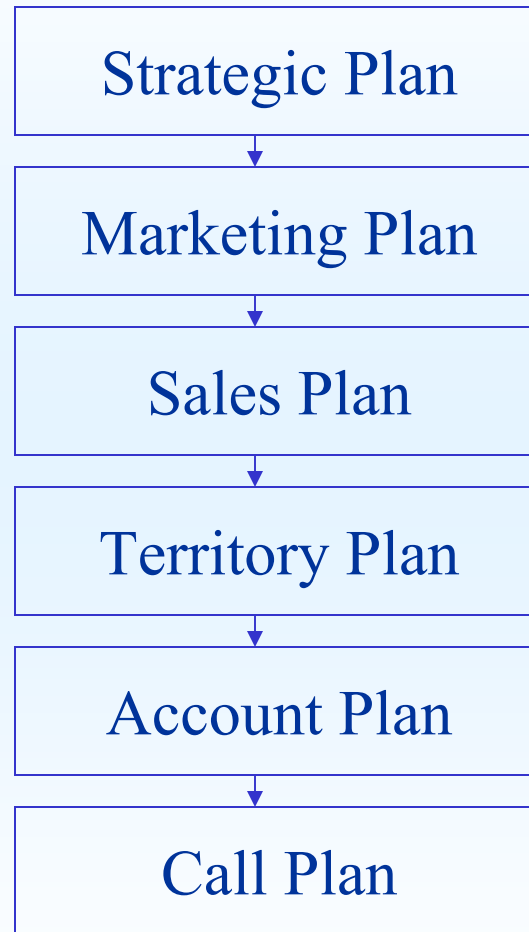 Strategic Plan
Marketing Plan
Sales Plan
Territory Plan
Account Plan
Call Plan